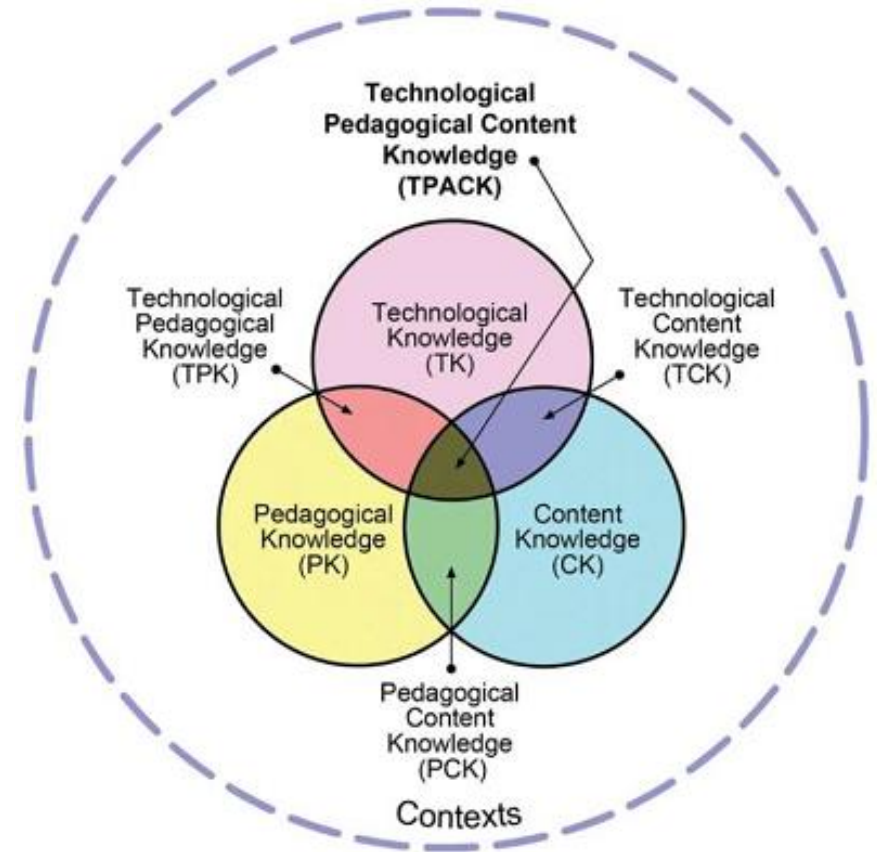 Technological
Pedagogical Content
Knowledge
(TPACK)
Technological
Pedagogical
Knowledge
(TPK)
Technological
Knowledge
(TK)
Technological
Content
Knowledge
(TCK)
Pedagogical
Knowledge
(PK)
Content
Knowledge
(CK)
Pedagogical
Content
Knowledge
(PCK)
Contexts